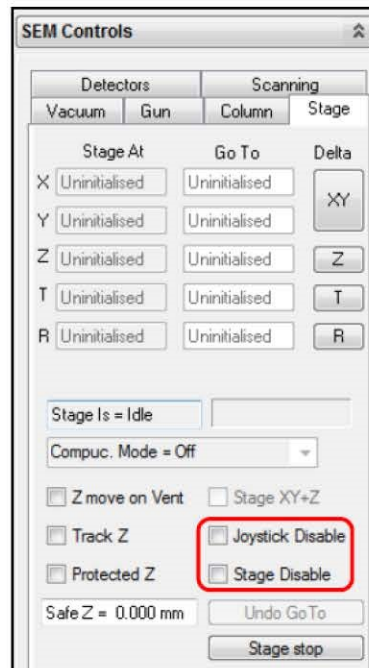 SEM Controls
Detectors Scanning
Vacuum Gun Column Stage
Stage At Go To Delta
X Uninitialised Uninitialised XY
Y Uninitialised Uninitialised
Z Uninitialised Uninitialised Z
T Uninitialised Uninitialised T
R Uninitialised Uninitialised R
Stage Is = Idle
Compuc. Mode = Off
Z move on Vent Stage XY+Z
Track Z Joystick Disable
Protected Z Stage Disable
Safe Z = 0.000 mm Undo GoTo
Stage stop